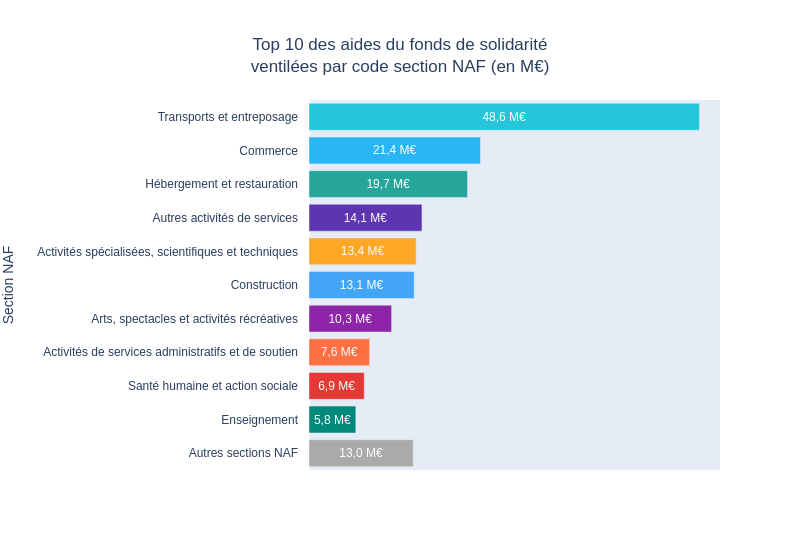 Top 10 des aides du fonds de solidarité
ventilées par code section NAF (en M€)
Section NAF
Transports et entreposage 48,6 M€
Commerce 21,4 M€
Hébergement et restauration 19,7 M€
Autres activités de services 14,1 M€
Activités spécialisées, scientifiques et techniques 13,4 M€
Construction 13,1 M€
Arts, spectacles et activités récréatives 10,3 M€
Activités de services administratifs et de soutien 7,6 M€
Santé humaine et action sociale 6,9 M€
Enseignement 5,8 M€
Autres sections NAF 13,0 M€